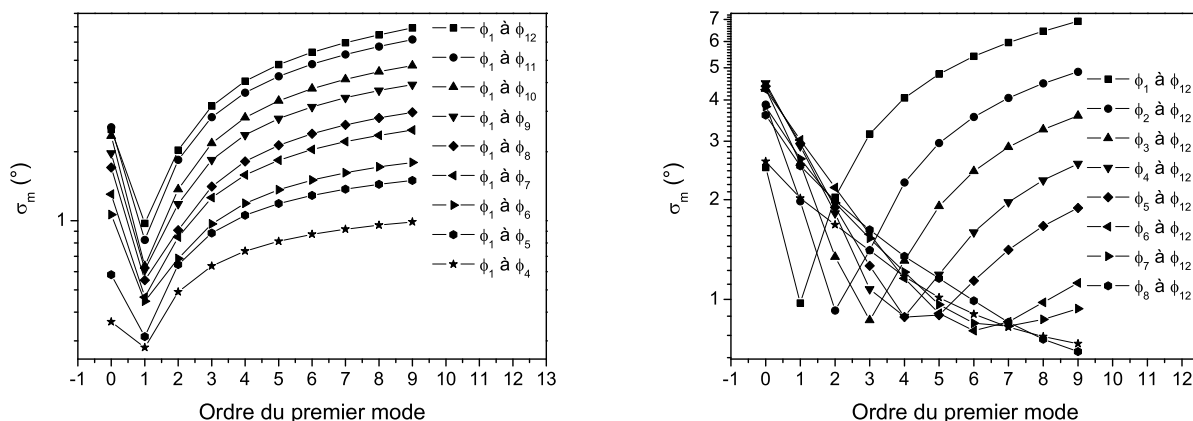 1
σm (°)
-1 0 1 2 3 4 5 6 7 8 9 10 11 12 13
Ordre du premier mode
ϕ1 à ϕ12
ϕ1 à ϕ11
ϕ1 à ϕ10
ϕ1 à ϕ9
ϕ1 à ϕ8
ϕ1 à ϕ7
ϕ1 à ϕ6
ϕ1 à ϕ5
ϕ1 à ϕ4
7
6
5
4
3
2
1
σm (°)
-1 0 1 2 3 4 5 6 7 8 9 10 11 12
Ordre du premier mode
ϕ1 à ϕ12
ϕ2 à ϕ12
ϕ3 à ϕ12
ϕ4 à ϕ12
ϕ5 à ϕ12
ϕ6 à ϕ12
ϕ7 à ϕ12
ϕ8 à ϕ12